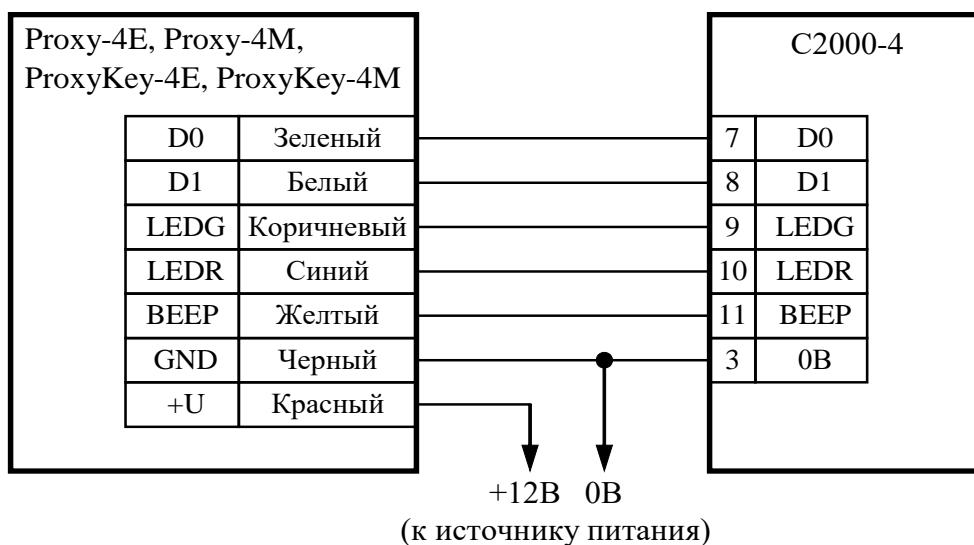 Proxy-4E, Proxy-4M,
ProxyKey-4E, ProxyKey-4M
C2000-4
D0 Зеленый 7 D0
D1 Белый 8 D1
LEDG Коричневый 9 LEDG
LEDR Синий 10 LEDR
BEEP Желтый 11 BEEP
GND Черный 3 0В
+U Красный
+12В 0В
(к источнику питания)